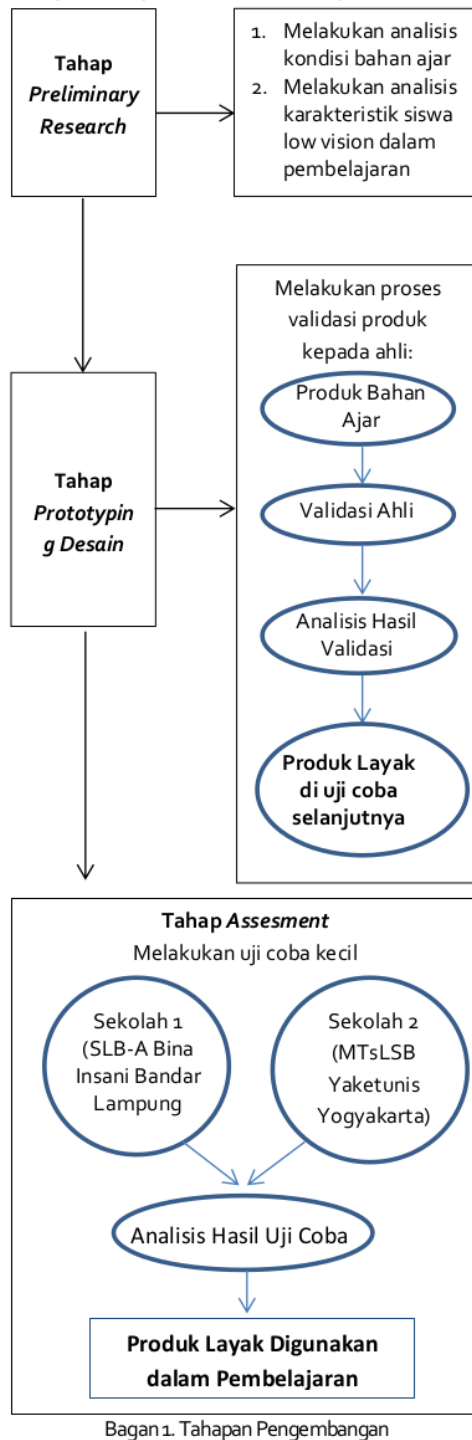 Tahap
Preliminary
Research
1. Melakukan analisis
kondisi bahan ajar
2. Melakukan analisis
karakteristik siswa
low vision dalam
pembelajaran
Tahap
Prototypin
g Desain
Melakukan proses
validasi produk
kepada ahli:
Produk Bahan
Ajar
Validasi Ahli
Analisis Hasil
Validasi
Produk Layak
di uji coba
selanjutnya
Tahap Assesment
Melakukan uji coba kecil
Sekolah 1
(SLB-A Bina
Insani Bandar
Lampung
Sekolah 2
(MTsLSB
Yaketunis
Yogyakarta)
Analisis Hasil Uji Coba
Produk Layak Digunakan
dalam Pembelajaran
Bagan 1. Tahapan Pengembangan